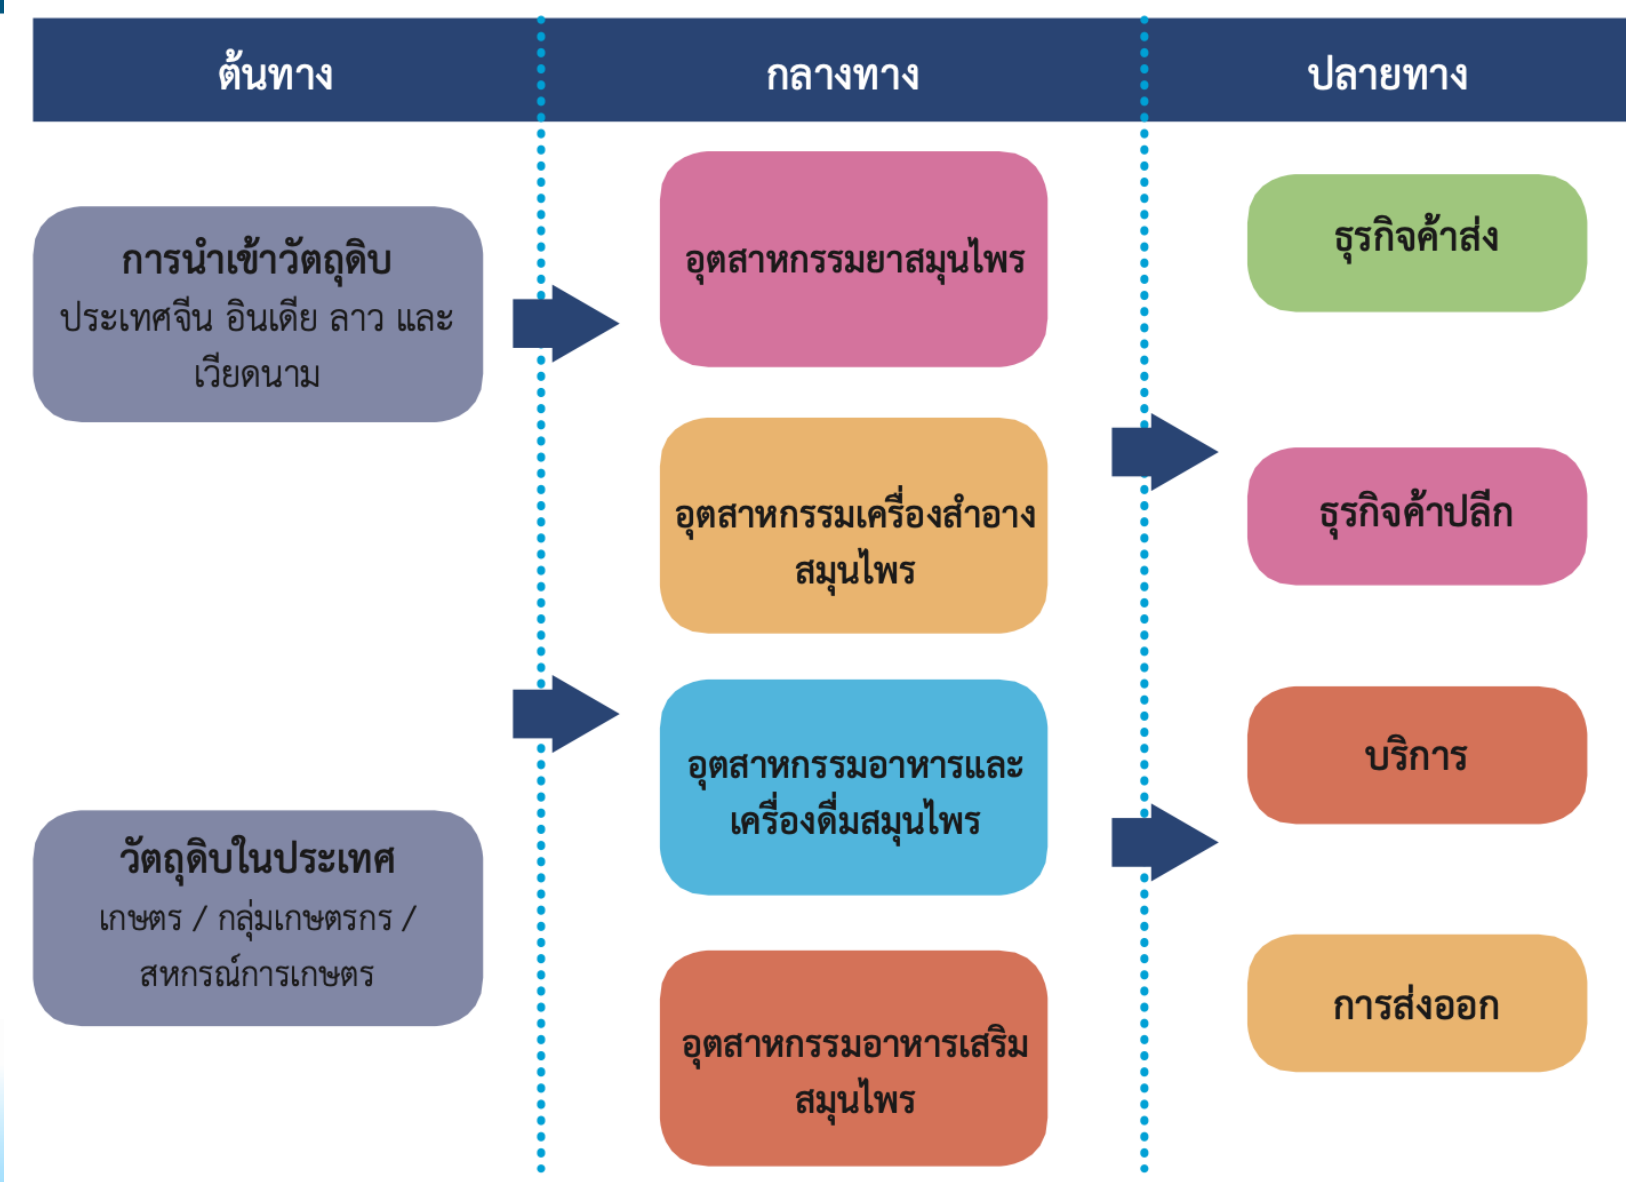 ต้นทาง
กลางทาง
ปลายทาง
การนำเข้าวัตถุดิบ
ประเทศจีน อินเดีย ลาว และ
เวียดนาม
วัตถุดิบในประเทศ
เกษตร / กลุ่มเกษตรกร /
สหกรณ์การเกษตร
อุตสาหกรรมยาสมุนไพร
อุตสาหกรรมเครื่องสำอาง
สมุนไพร
อุตสาหกรรมอาหารและ
เครื่องดื่มสมุนไพร
อุตสาหกรรมอาหารเสริม
สมุนไพร
ธุรกิจค้าส่ง
ธุรกิจค้าปลีก
บริการ
การส่งออก